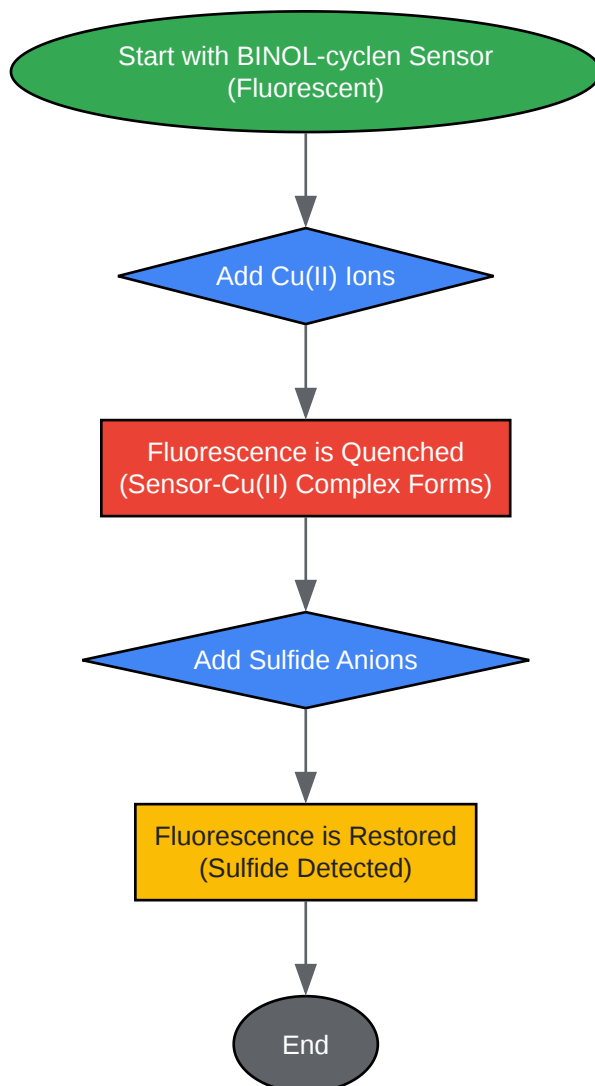 Start with BINOL-cyclen Sensor
(Fluorescent)
Add Cu(II) Ions
Fluorescence is Quenched
(Sensor-Cu(II) Complex Forms)
Add Sulfide Anions
Fluorescence is Restored
(Sulfide Detected)
End